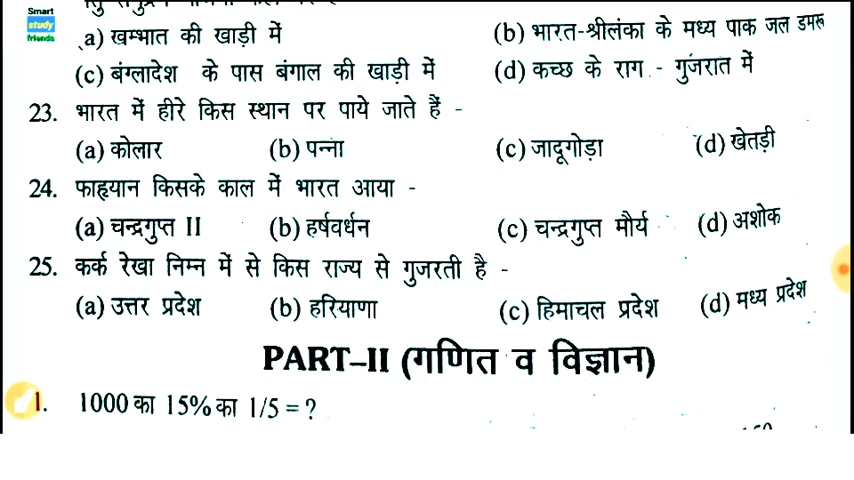 Smart
study
friends
a) खम्भात की खाड़ी में (b) भारत-श्रीलंका के मध्य पाक जल डमरू
(c) बंग्लादेश के पास बंगाल की खाड़ी में (d) कच्छ के राग - गुजरात में
23. भारत में हीरे किस स्थान पर पाये जाते हैं -
(a) कोलार (b) पन्ना (c) जादूगोड़ा (d) खेतड़ी
24. फाहृयान किसके काल में भारत आया -
(a) चन्द्रगुप्त II (b) हर्षवर्धन (c) चन्द्रगुप्त मौर्य (d) अशोक
25. कर्क रेखा निम्न में से किस राज्य से गुजरती है -
(a) उत्तर प्रदेश (b) हरियाणा (c) हिमाचल प्रदेश (d) मध्य प्रदेश
PART-II (गणित व विज्ञान)
1. 1000 का 15% का 1/5 = ?